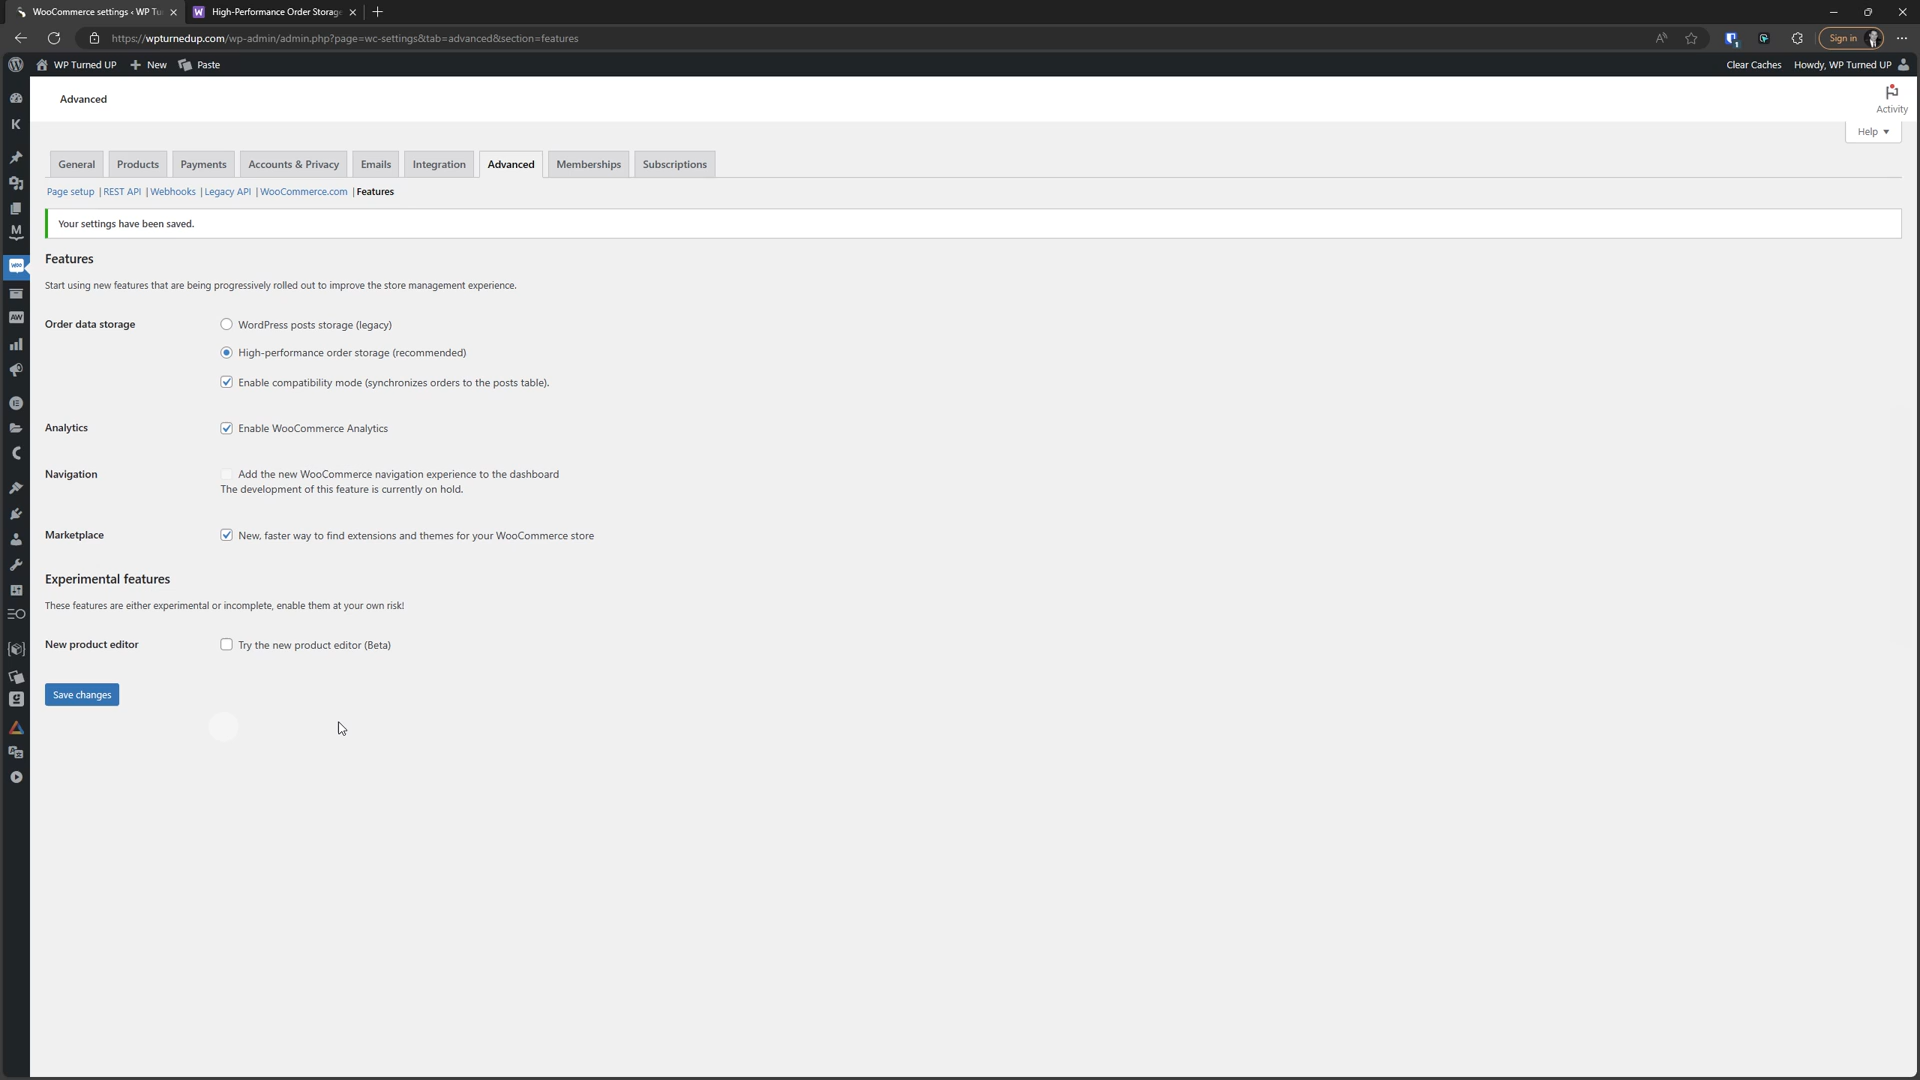 WooCommerce settings ‹ WP Tu
High-Performance Order Storage
https://wpturnedup.com/wp-admin/admin.php?page=wc-settings&tab=advanced&section=features
Sign in
WP Turned UP
New
Paste
Clear Caches
Howdy, WP Turned UP
Advanced
Activity
Help
General
Products
Payments
Accounts & Privacy
Emails
Integration
Advanced
Memberships
Subscriptions
Page setup | REST API | Webhooks | Legacy API | WooCommerce.com | Features
Your settings have been saved.
Features
Start using new features that are being progressively rolled out to improve the store management experience.
Order data storage
WordPress posts storage (legacy)
High-performance order storage (recommended)
Enable compatibility mode (synchronizes orders to the posts table).
Analytics
Enable WooCommerce Analytics
Navigation
Add the new WooCommerce navigation experience to the dashboard
The development of this feature is currently on hold.
Marketplace
New, faster way to find extensions and themes for your WooCommerce store
Experimental features
These features are either experimental or incomplete, enable them at your own risk!
New product editor
Try the new product editor (Beta)
Save changes